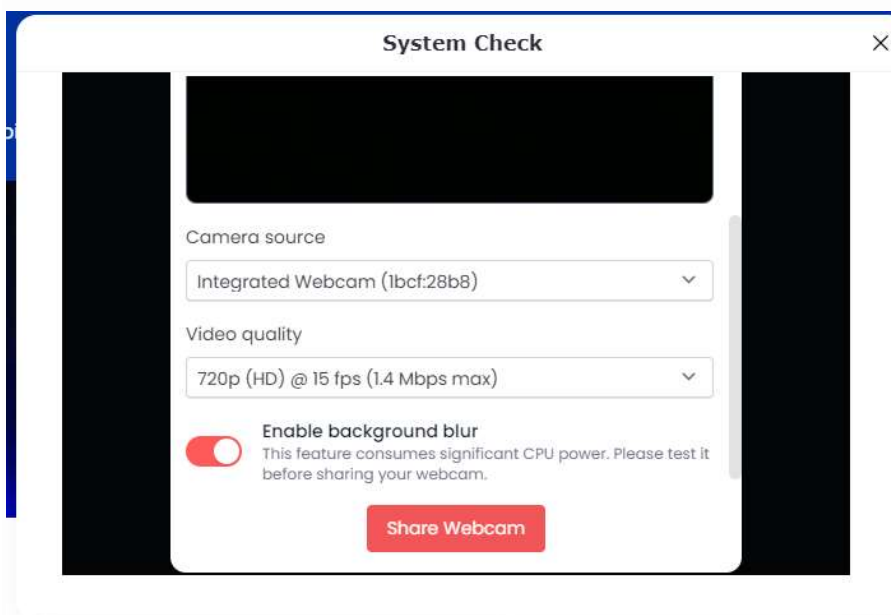 System Check
Camera source
Integrated Webcam (1bcf:28b8)
Video quality
720p (HD) @ 15 fps (1.4 Mbps max)
Enable background blur
This feature consumes significant CPU power. Please test it
before sharing your webcam.
Share Webcam